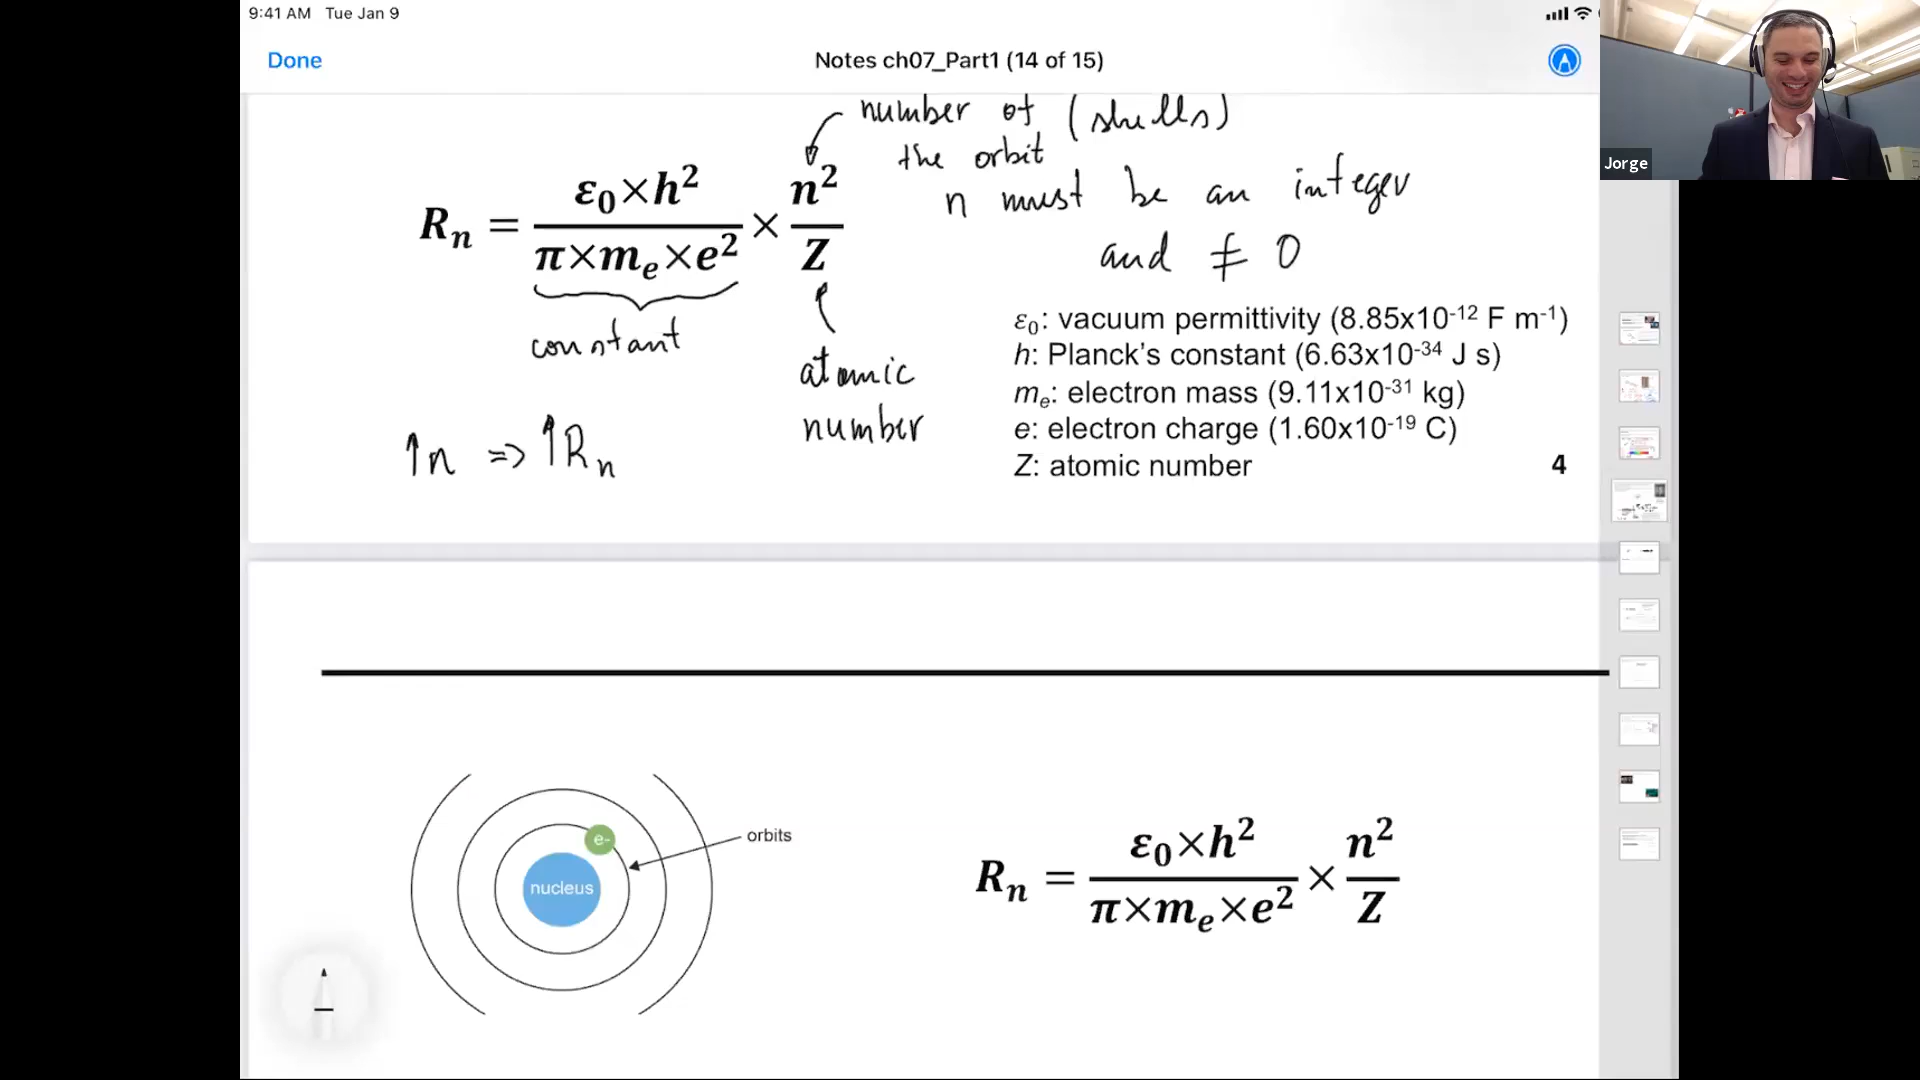 9:41 AM Tue Jan 9
Done
Notes ch07_Part1 (14 of 15)
Jorge
number of (shells)
the orbit
n must be an integer
and ≠ 0
Rₙ = ε₀×h² / π×mₑ×e² × n² / Z
constant
atomic
number
↑n => ↑Rₙ
ε₀: vacuum permittivity (8.85x10⁻¹² F m⁻¹)
h: Planck's constant (6.63x10⁻³⁴ J s)
mₑ: electron mass (9.11x10⁻³¹ kg)
e: electron charge (1.60x10⁻¹⁹ C)
Z: atomic number
4
e-
nucleus
orbits
Rₙ = ε₀×h² / π×mₑ×e² × n² / Z